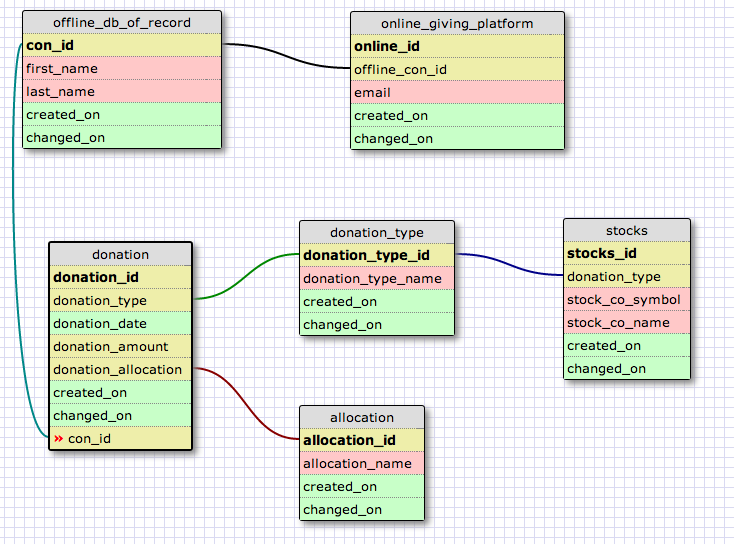 offline_db_of_record
con_id
first_name
last_name
created_on
changed_on
online_giving_platform
online_id
offline_con_id
email
created_on
changed_on
donation
donation_id
donation_type
donation_date
donation_amount
donation_allocation
created_on
changed_on
» con_id
donation_type
donation_type_id
donation_type_name
created_on
changed_on
stocks
stocks_id
donation_type
stock_co_symbol
stock_co_name
created_on
changed_on
allocation
allocation_id
allocation_name
created_on
changed_on